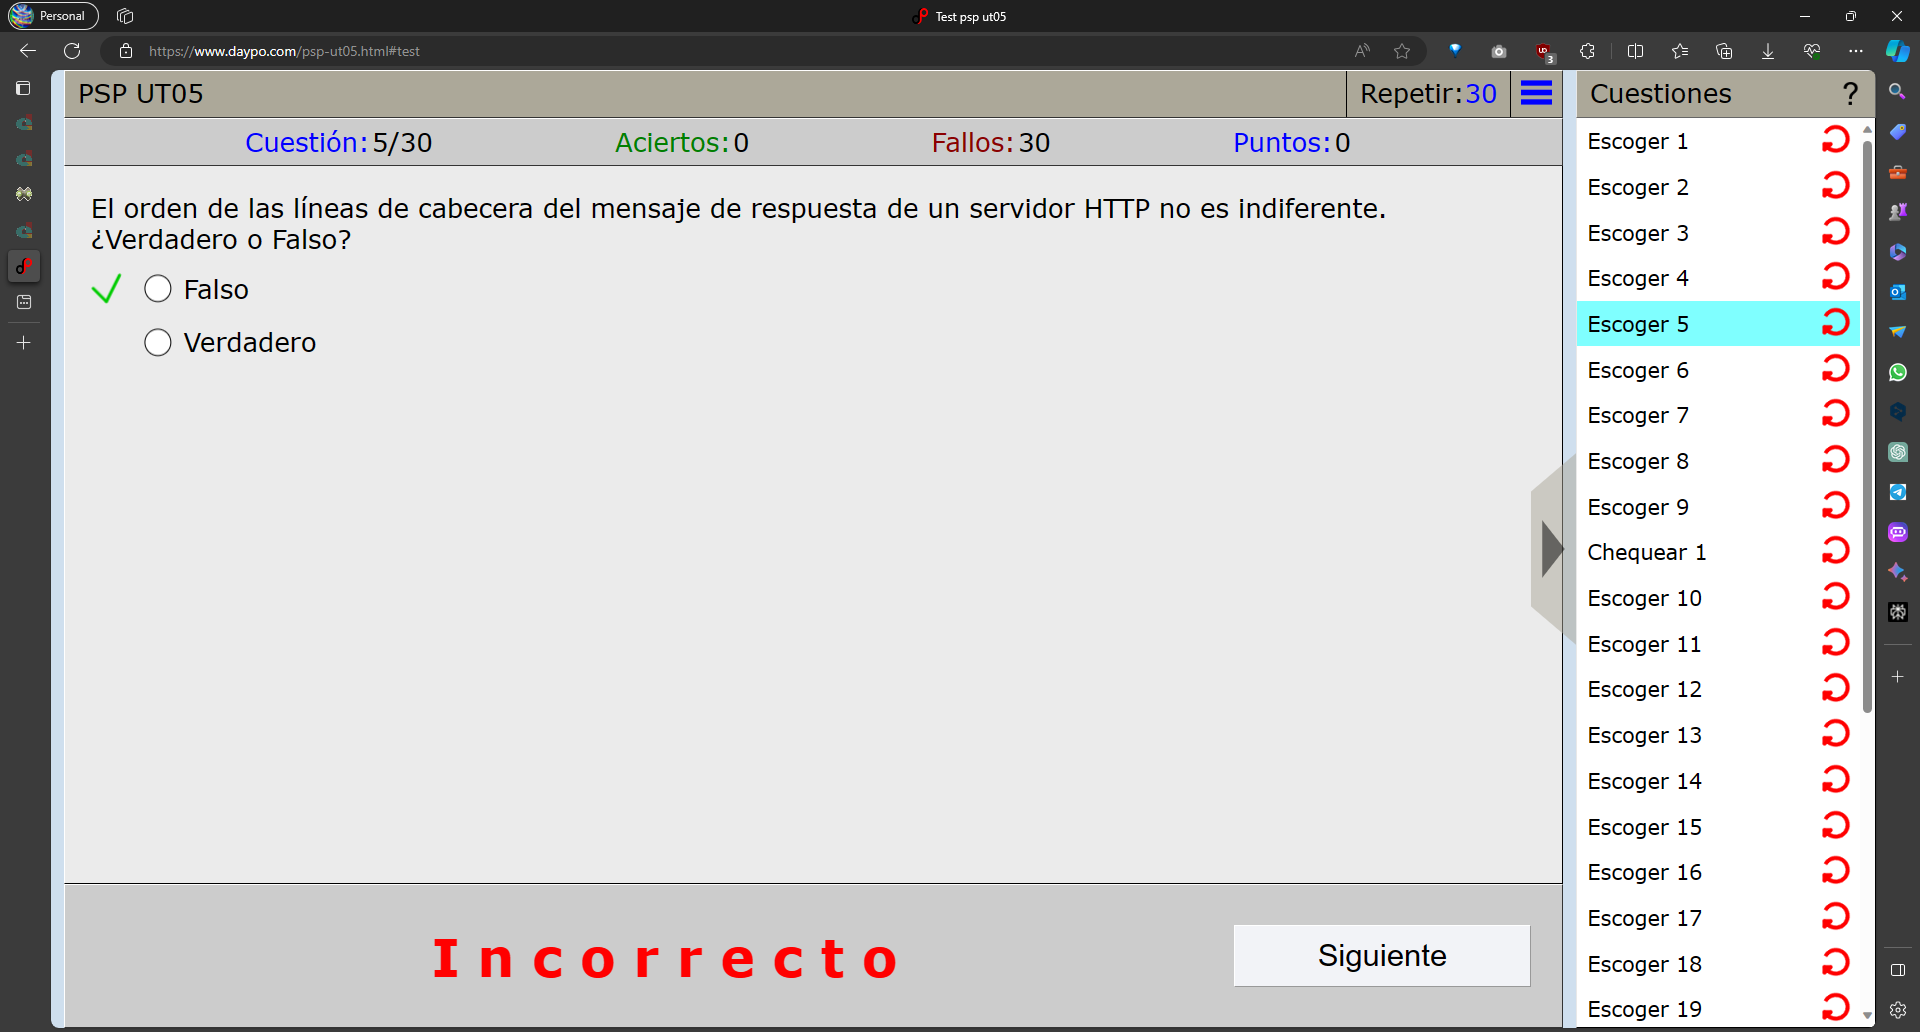 Personal
Test psp ut05
https://www.daypo.com/psp-ut05.html#test
3
PSP UT05
Repetir:30
Cuestión:5/30
Aciertos:0
Fallos:30
Puntos:0
El orden de las líneas de cabecera del mensaje de respuesta de un servidor HTTP no es indiferente.
¿Verdadero o Falso?
Falso
Verdadero
Incorrecto
Siguiente
Cuestiones
?
Escoger 1
Escoger 2
Escoger 3
Escoger 4
Escoger 5
Escoger 6
Escoger 7
Escoger 8
Escoger 9
Chequear 1
Escoger 10
Escoger 11
Escoger 12
Escoger 13
Escoger 14
Escoger 15
Escoger 16
Escoger 17
Escoger 18
Escoger 19